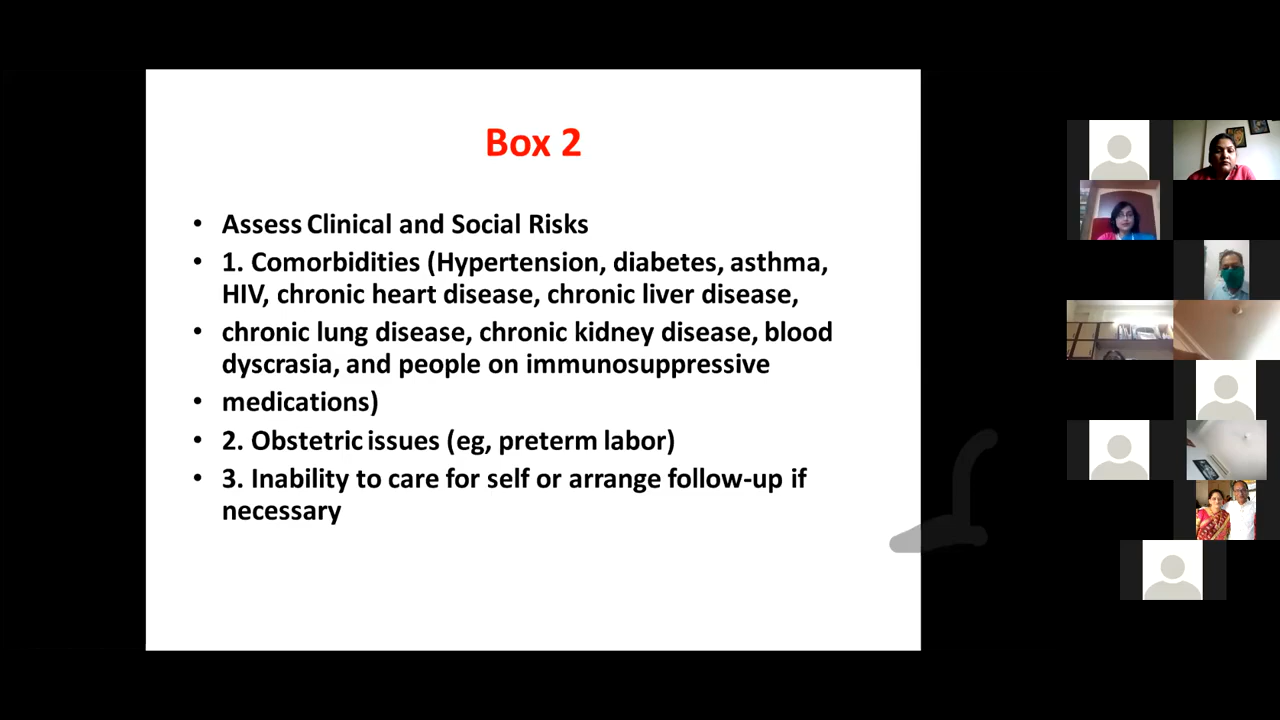 Box 2
• Assess Clinical and Social Risks
• 1. Comorbidities (Hypertension, diabetes, asthma,
HIV, chronic heart disease, chronic liver disease,
• chronic lung disease, chronic kidney disease, blood
dyscrasia, and people on immunosuppressive
• medications)
• 2. Obstetric issues (eg, preterm labor)
• 3. Inability to care for self or arrange follow-up if
necessary